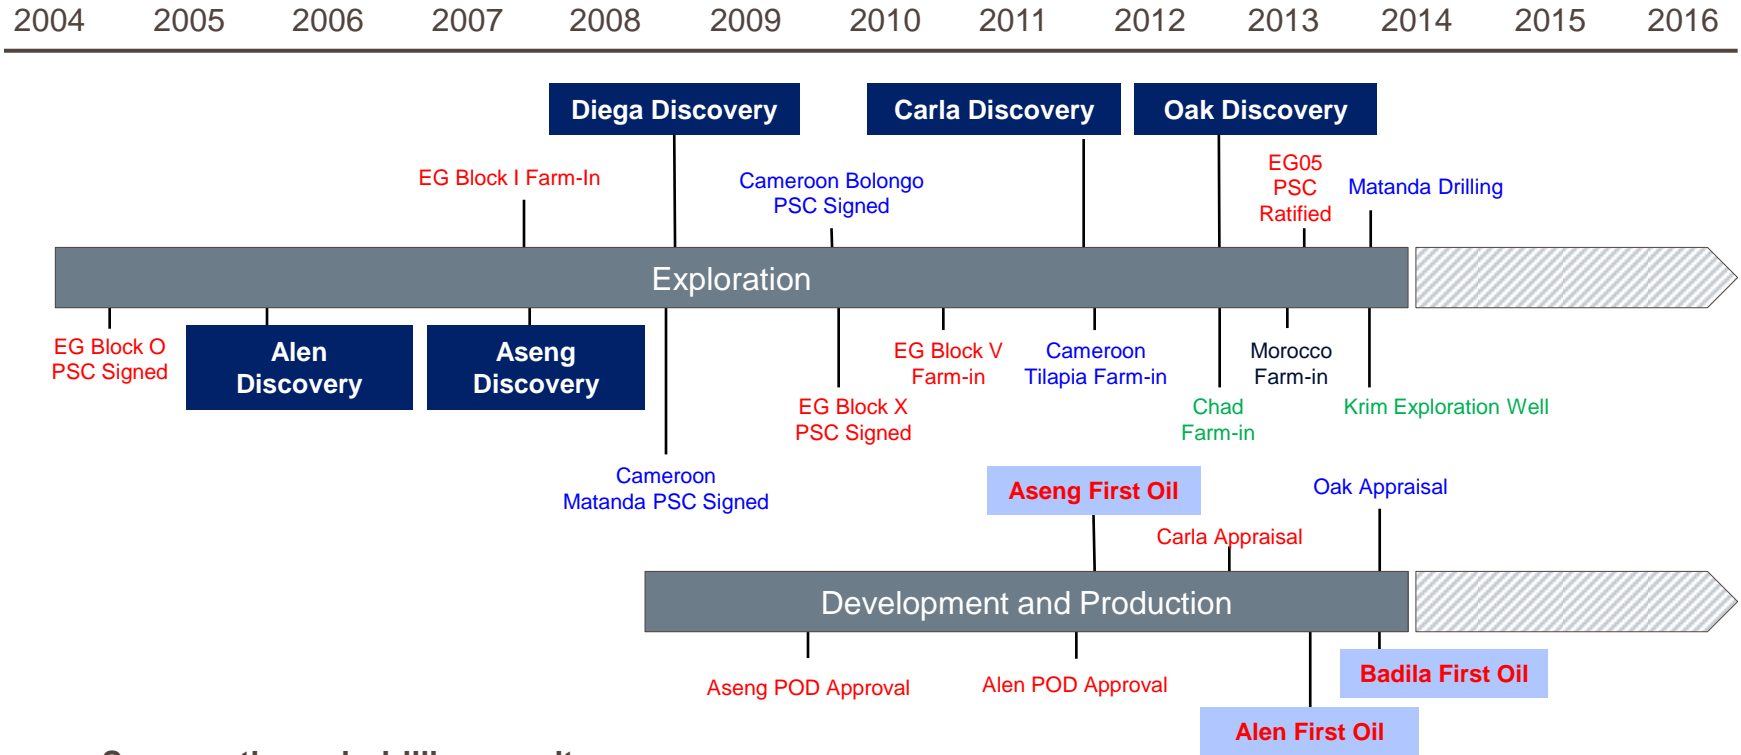 2004 2005 2006 2007 2008 2009 2010 2011 2012 2013 2014 2015 2016
Diega Discovery
Carla Discovery
Oak Discovery
EG Block I Farm-In
Cameroon Bolongo
PSC Signed
EG05
PSC
Ratified
Matanda Drilling
Exploration
EG Block O
PSC Signed
Alen
Discovery
Aseng
Discovery
Cameroon
Matanda PSC Signed
EG Block X
PSC Signed
EG Block V
Farm-in
Cameroon
Tilapia Farm-in
Chad
Farm-in
Morocco
Farm-in
Krim Exploration Well
Aseng First Oil
Carla Appraisal
Oak Appraisal
Development and Production
Aseng POD Approval
Alen POD Approval
Badila First Oil
Alen First Oil